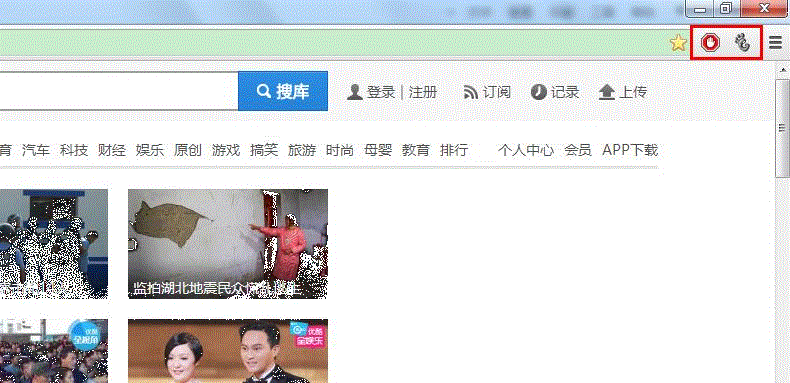 搜库 登录 | 注册 订阅 记录 上传
育 汽车 科技 财经 娱乐 原创 游戏 搞笑 旅游 时尚 母婴 教育 排行 个人中心 会员 APP下载
监拍湖北地震民众
优酷
全视角
优酷
全娱乐